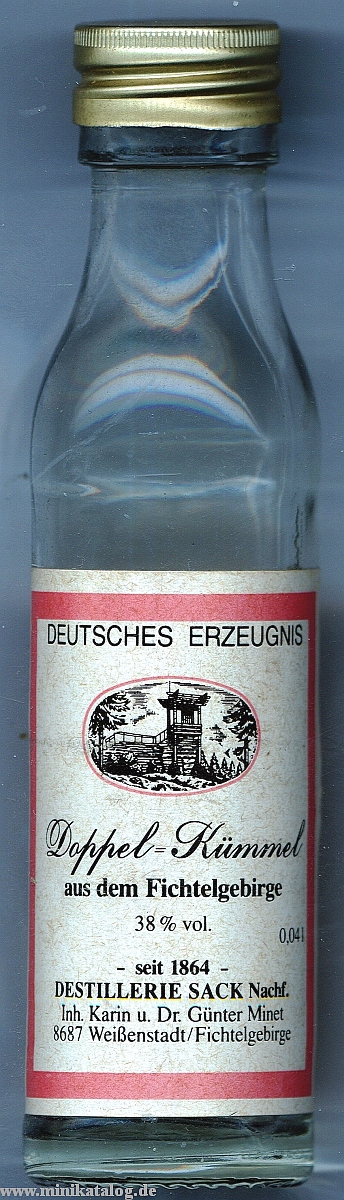 DEUTSCHES ERZEUGNIS
Doppel=Kümmel
aus dem Fichtelgebirge
38 % vol.
0,04 l
- seit 1864 -
DESTILLERIE SACK Nachf.
Inh. Karin u. Dr. Günter Minet
8687 Weißenstadt/Fichtelgebirge
www.minikatalog.de